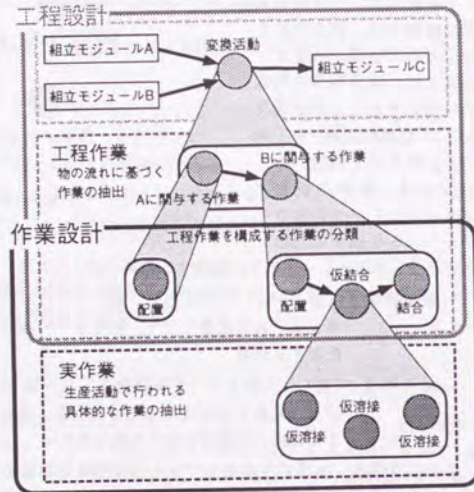 工程設計
変換活動
組立モジュールA
組立モジュールC
組立モジュールB
工程作業
物の流れに基づく
作業の抽出
Bに関与する作業
Aに関与する作業
作業設計
工程作業を構成する作業の分類
仮結合
配置
配置
結合
実作業
生産活動で行われる
具体的な作業の抽出
仮溶接
仮溶接
仮溶接